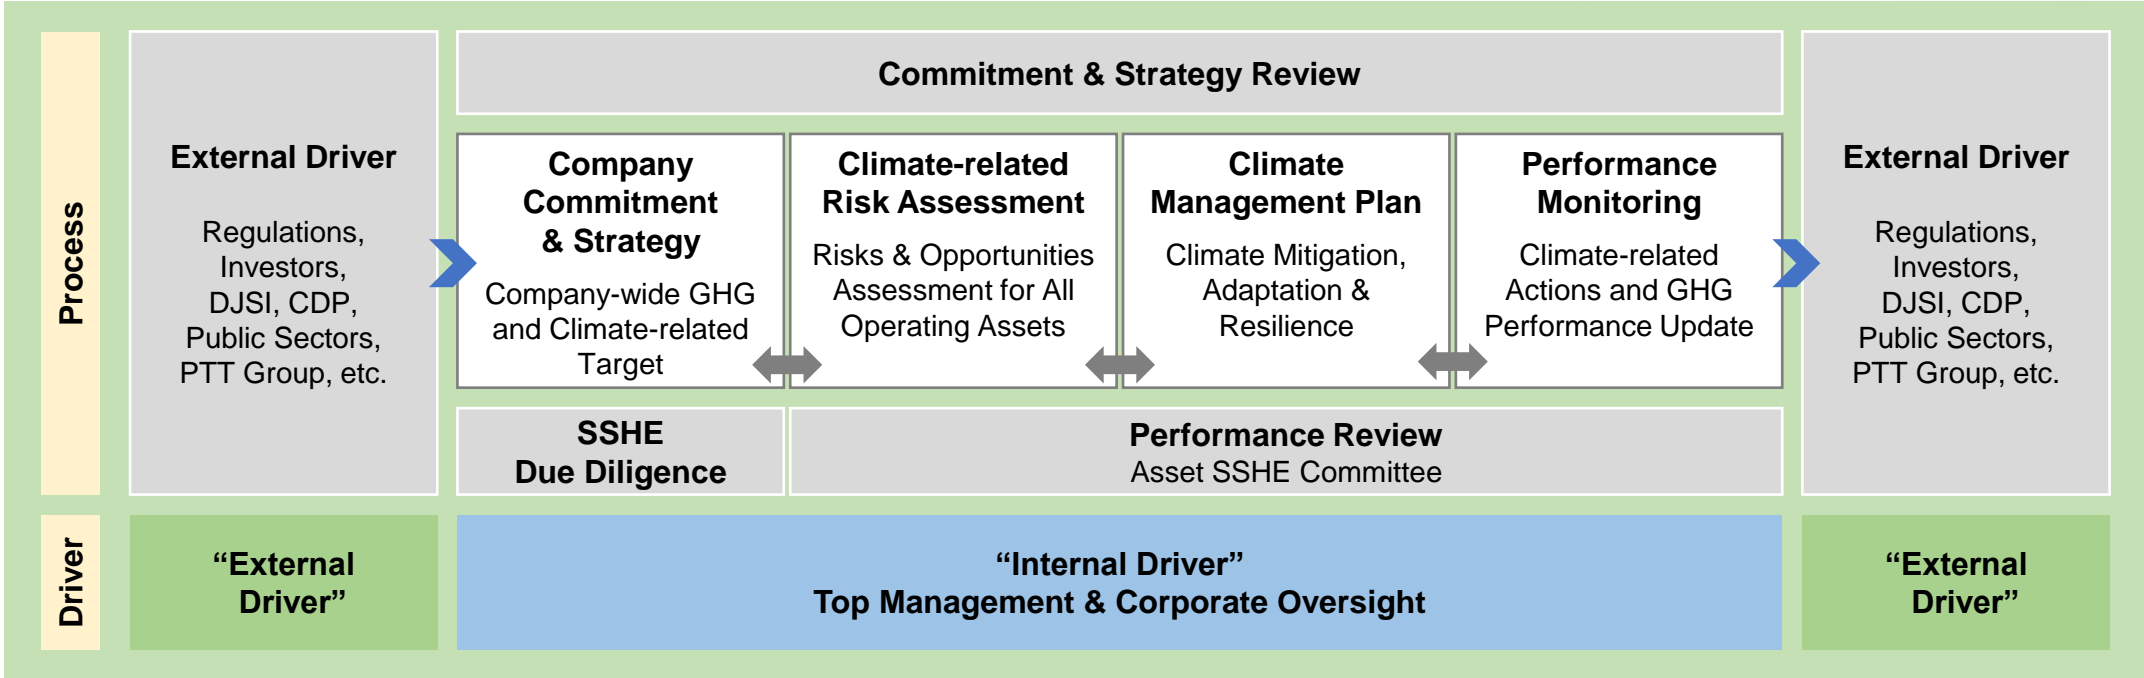 Process
External Driver
Regulations,
Investors,
DJSI, CDP,
Public Sectors,
PTT Group, etc.
Commitment & Strategy Review
Company
Commitment
& Strategy
Company-wide GHG
and Climate-related
Target
Climate-related
Risk Assessment
Risks & Opportunities
Assessment for All
Operating Assets
Climate
Management Plan
Climate Mitigation,
Adaptation &
Resilience
Performance
Monitoring
Climate-related
Actions and GHG
Performance Update
SSHE
Due Diligence
Performance Review
Asset SSHE Committee
External Driver
Regulations,
Investors,
DJSI, CDP,
Public Sectors,
PTT Group, etc.
Driver
“External
Driver”
“Internal Driver”
Top Management & Corporate Oversight
“External
Driver”